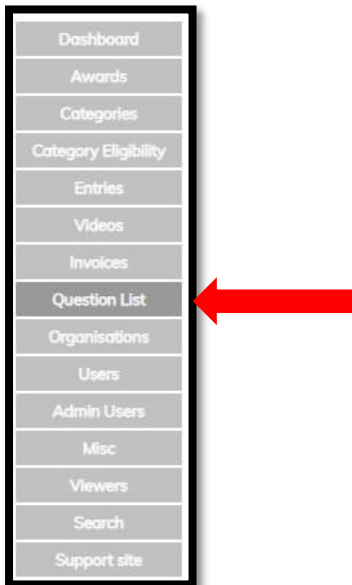 Dashboard
Awards
Categories
Category Eligibility
Entries
Videos
Invoices
Question List
Organisations
Users
Admin Users
Misc
Viewers
Search
Support site